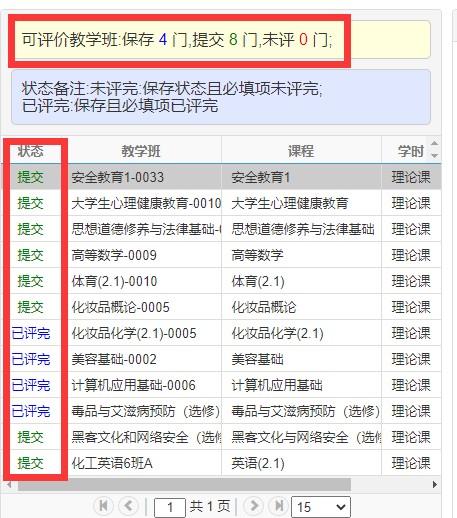 可评价教学班:保存 4 门,提交 8 门,未评 0 门;
状态备注:未评完:保存状态且必填项未评完;
已评完:保存且必填项已评完
状态 教学班 课程 学时
提交 安全教育1-0033 安全教育1 理论课
提交 大学生心理健康教育-0010 大学生心理健康教育 理论课
提交 思想道德修养与法律基础-( 思想道德修养与法律基础 理论课
提交 高等数学-0009 高等数学 理论课
提交 体育(2.1)-0010 体育(2.1) 理论课
提交 化妆品概论-0005 化妆品概论 理论课
已评完 化妆品化学(2.1)-0005 化妆品化学(2.1) 理论课
已评完 美容基础-0002 美容基础 理论课
已评完 计算机应用基础-0006 计算机应用基础 理论课
已评完 毒品与艾滋病预防（选修） 毒品与艾滋病预防（选修） 理论课
提交 黑客文化和网络安全（选修 黑客文化与网络安全（选修 理论课
提交 化工英语6班A 英语(2.1) 理论课
1 共 1 页 15